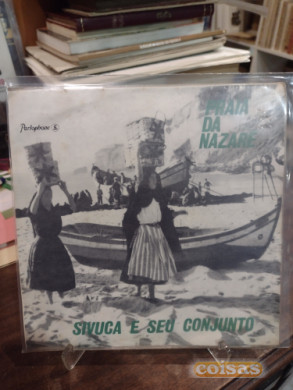 Parlophone
PRAIA
DA
NAZARÉ
SIVUCA E SEU CONJUNTO
coisas